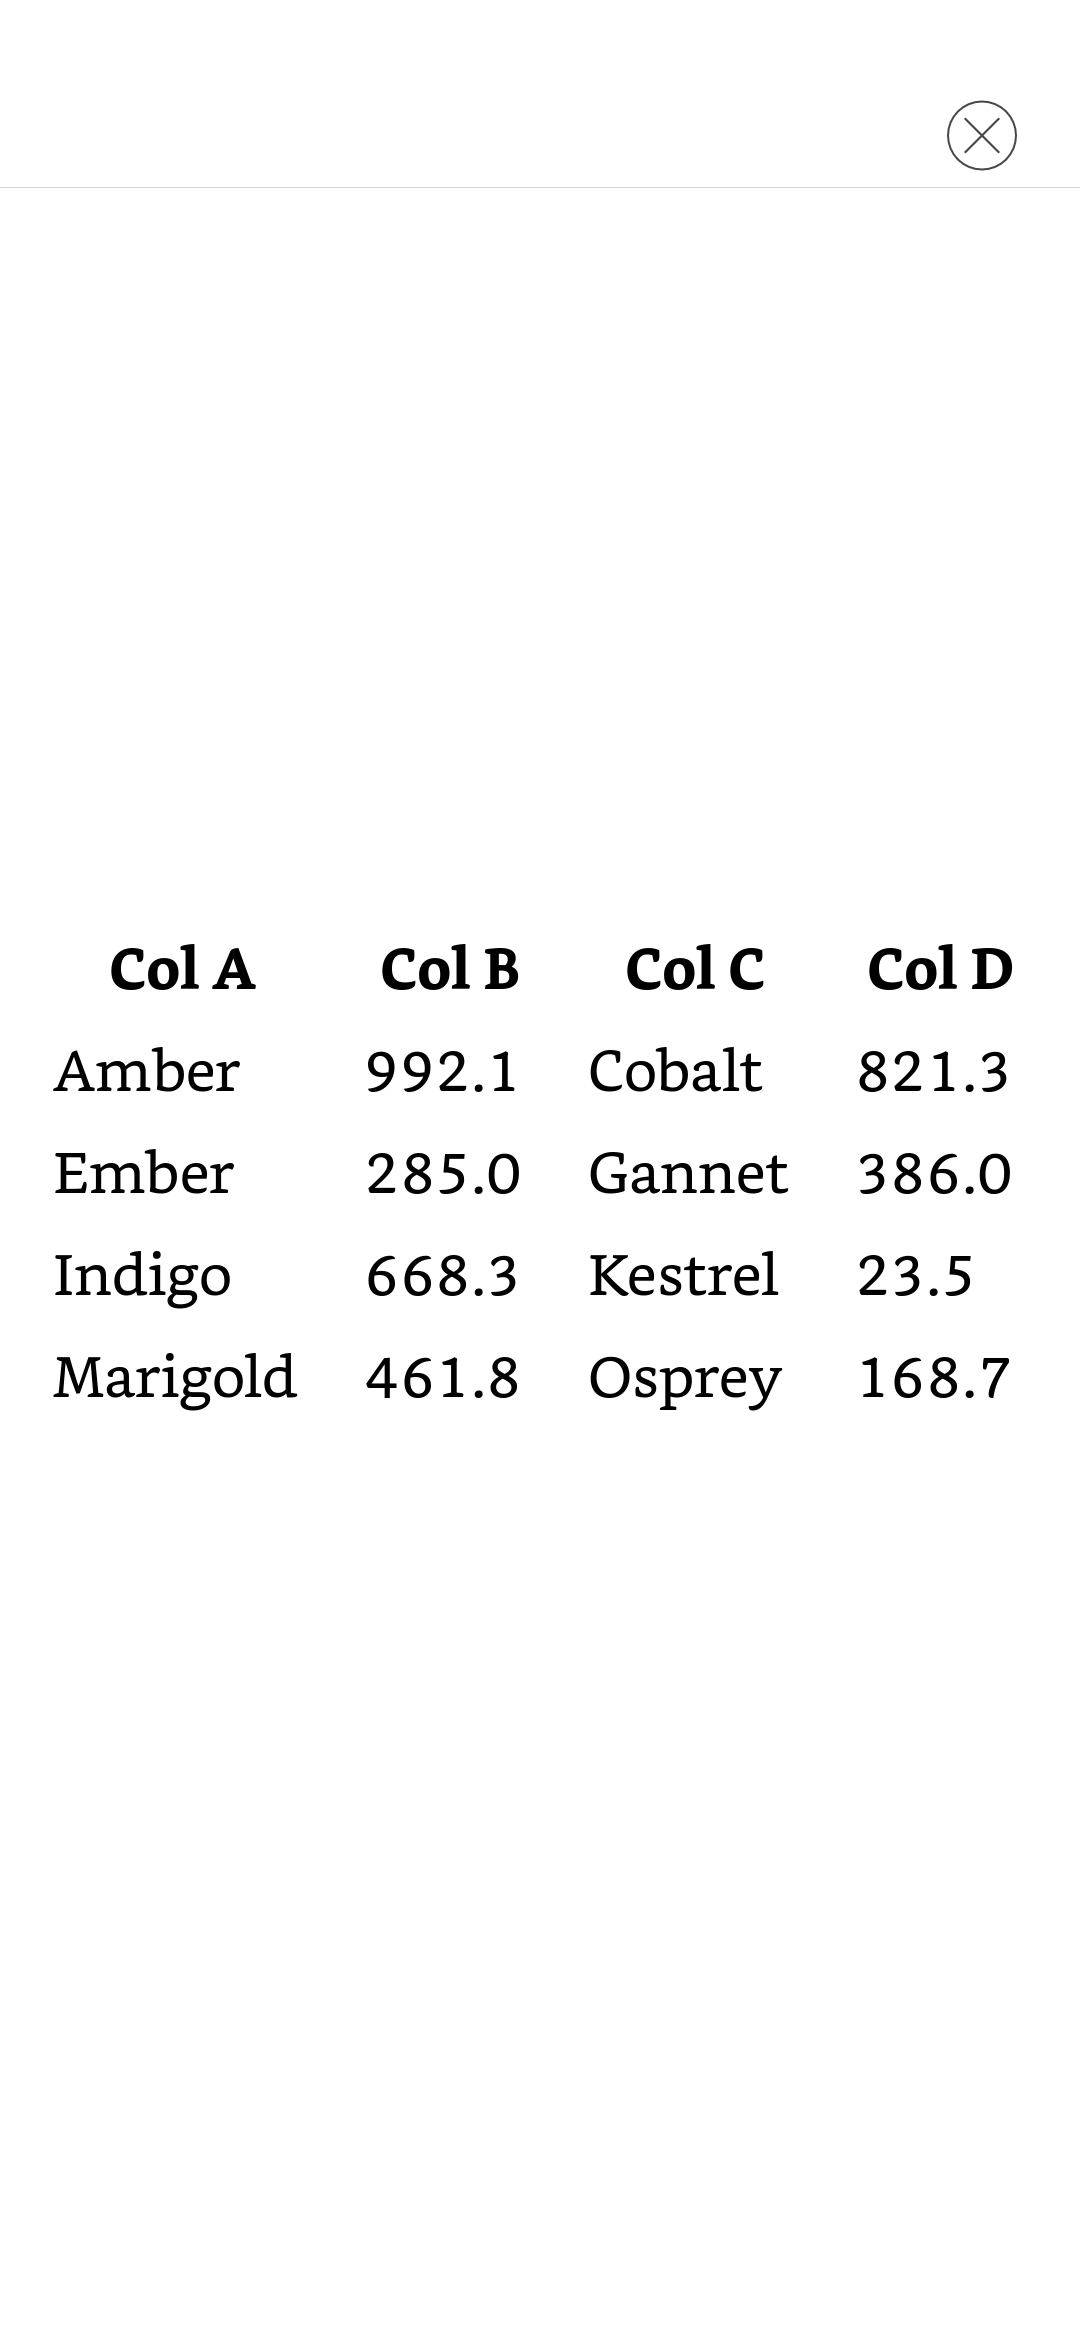 Col A Col B Col C Col D
Amber 992.1 Cobalt 821.3
Ember 285.0 Gannet 386.0
Indigo 668.3 Kestrel 23.5
Marigold 461.8 Osprey 168.7